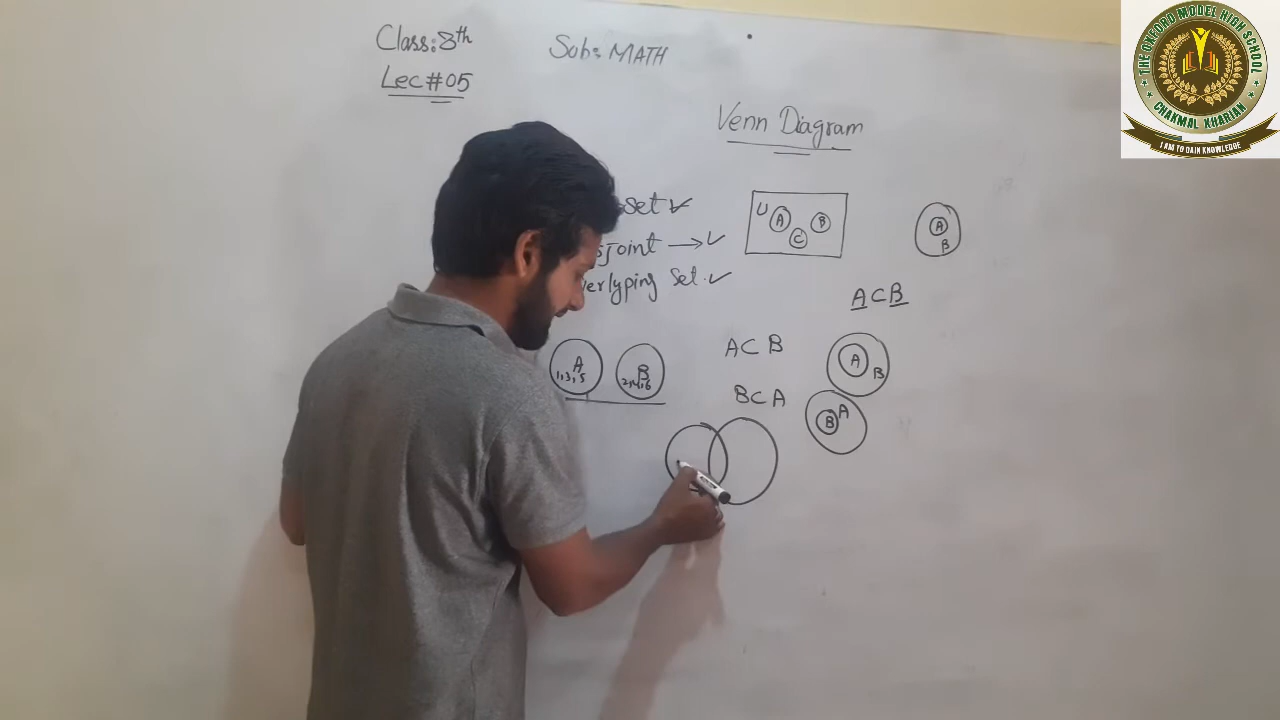 Class: 8th
Sub: MATH
Lec # 05
Venn Diagram
set ✓
U A B C
A B
joint → ✓
erlyping Set. ✓
A ⊂ B
A ⊂ B
A B
A 1,3,5
B 2,4,6
B ⊂ A
B A
THE OXFORD MODEL HIGH SCHOOL
CHAKMAL KHARIAN
I AM TO GAIN KNOWLEDGE